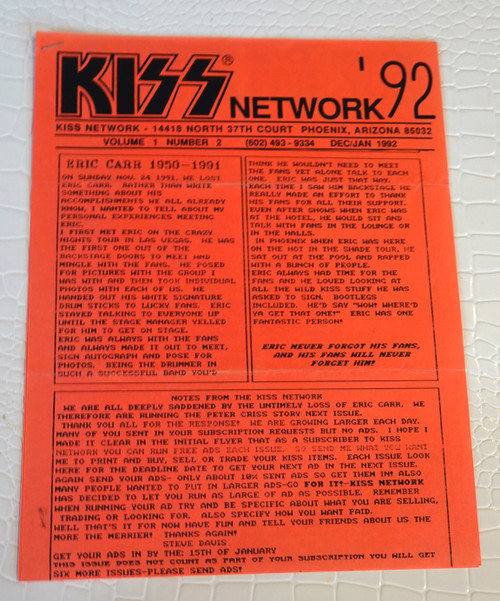 KISS® NETWORK '92
KISS NETWORK - 14418 NORTH 37TH COURT PHOENIX, ARIZONA 85032
VOLUME 1 NUMBER 2 (602) 493-9334 DEC/JAN 1992
ERIC CARR 1950-1991
ON SUNDAY NOV. 24 1991, WE LOST
ERIC CARR. RATHER THAN WRITE
SOMETHING ABOUT HIS
ACCOMPLISHMENTS WE ALL ALREADY
KNOW, I WANTED TO TELL ABOUT MY
PERSONAL EXPERIENCES MEETING
ERIC.
I FIRST MET ERIC ON THE CRAZY
NIGHTS TOUR IN LAS VEGAS. HE WAS
THE FIRST ONE OUT OF THE
BACKSTAGE DOORS TO MEET AND
MINGLE WITH THE FANS. HE POSED
FOR PICTURES WITH THE GROUP I
WAS WITH AND THEN TOOK INDIVIDUAL
PHOTOS WITH EACH OF US. HE
HANDED OUT HIS WHITE SIGNATURE
DRUM STICKS TO LUCKY FANS. ERIC
STAYED TALKING TO EVERYONE UP
UNTIL THE STAGE MANAGER YELLED
FOR HIM TO GET ON STAGE.
ERIC WAS ALWAYS WITH THE FANS
AND ALWAYS MADE IT OUT TO MEET,
SIGN AUTOGRAPH AND POSE FOR
PHOTOS. BEING THE DRUMMER IN
SUCH A SUCCESSFUL BAND YOU'D
THINK HE WOULDN'T NEED TO MEET
THE FANS YET ALONE TALK TO EACH
ONE. ERIC WAS JUST THAT WAY.
EACH TIME I SAW HIM BACKSTAGE HE
REALLY MADE AN EFFORT TO THANK
HIS FANS FOR ALL THEIR SUPPORT.
EVEN AFTER SHOWS WHEN ERIC WAS
AT THE HOTEL, HE WOULD SIT AND
TALK WITH FANS IN THE LOUNGE OR
IN THE HALLS.
IN PHOENIX WHEN ERIC WAS HERE
ON THE HOT IN THE SHADE TOUR, HE
SAT OUT AT THE POOL AND RAPPED
WITH A BUNCH OF PEOPLE.
ERIC ALWAYS HAD TIME FOR THE
FANS AND HE LOVED LOOKING AT
ALL THE WILD KISS STUFF HE WAS
ASKED TO SIGN. BOOTLEGS
INCLUDED. HE'D SAY "WOW! WHERE'D
YA GET THAT ONE!" ERIC WAS ONE
FANTASTIC PERSON!
ERIC NEVER FORGOT HIS FANS,
AND HIS FANS WILL NEVER
FORGET HIM!
NOTES FROM THE KISS NETWORK
WE ARE ALL DEEPLY SADDENED BY THE UNTIMELY LOSS OF ERIC CARR, WE
THEREFORE ARE RUNNING THE PETER CRISS STORY NEXT ISSUE.
THANK YOU ALL FOR THE RESPONSE! WE ARE GROWING LARGER EACH DAY.
MANY OF YOU SENT IN YOUR SUBSCRIPTION REQUESTS BUT NO ADS. I HOPE I
MADE IT CLEAR IN THE INITIAL FLYER THAT AS A SUBSCRIBER TO KISS
NETWORK YOU CAN RUN FREE ADS EACH ISSUE. SO SEND ME WHAT YOU WANT
ME TO PRINT AND BUY, SELL OR TRADE YOUR KISS ITEMS. EACH ISSUE LOOK
HERE FOR THE DEADLINE DATE TO GET YOUR NEXT AD IN THE NEXT ISSUE.
AGAIN SEND YOUR ADS- ONLY ABOUT 10% SENT ADS SO GET THEM IN! ALSO
MANY PEOPLE WANTED TO PUT IN LARGER ADS-GO FOR IT!-KISS NETWORK
HAS DECIDED TO LET YOU RUN AS LARGE OF AD AS POSSIBLE. REMEMBER
WHEN RUNNING YOUR AD TRY AND BE SPECIFIC ABOUT WHAT YOU ARE SELLING,
TRADING OR LOOKING FOR. ALSO SPECIFY HOW YOU WANT PAID.
WELL THAT'S IT FOR NOW HAVE FUN AND TELL YOUR FRIENDS ABOUT US THE
MORE THE MERRIER! THANKS AGAIN!
STEVE DAVIS
GET YOUR ADS IN BY THE: 15TH OF JANUARY
THIS ISSUE DOES NOT COUNT AS PART OF YOUR SUBSCRIPTION YOU WILL GET
SIX MORE ISSUES-PLEASE SEND ADS!